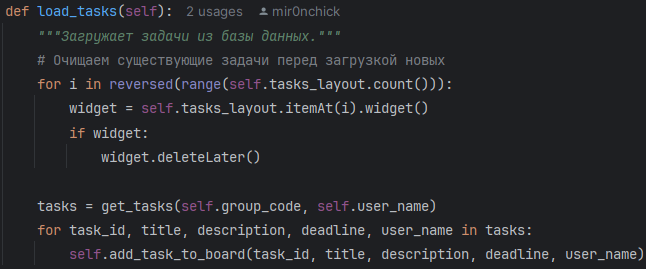 def load_tasks(self): 2 usages mir0nchick
"""Загружает задачи из базы данных."""
# Очищаем существующие задачи перед загрузкой новых
for i in reversed(range(self.tasks_layout.count())):
widget = self.tasks_layout.itemAt(i).widget()
if widget:
widget.deleteLater()
tasks = get_tasks(self.group_code, self.user_name)
for task_id, title, description, deadline, user_name in tasks:
self.add_task_to_board(task_id, title, description, deadline, user_name)